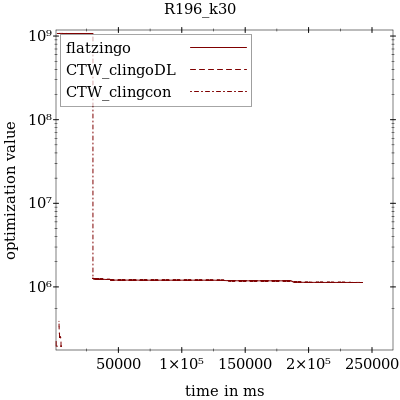 R196_k30
10⁹
10⁸
10⁷
10⁶
optimization value
flatzingo
CTW_clingoDL
CTW_clingcon
50000 1×10⁵ 150000 2×10⁵ 250000
time in ms